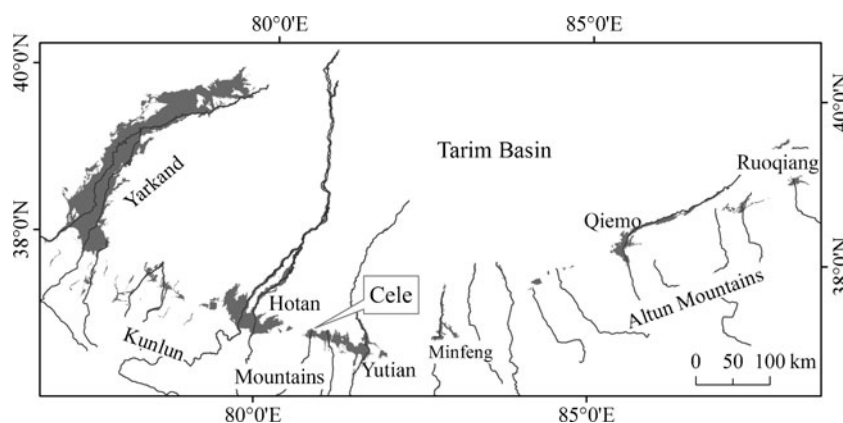 80°0'E 85°0'E
40°0'N
40°0'N
Tarim Basin
Ruoqiang
Yarkand
Qiemo
38°0'N
38°0'N
Cele
Hotan
Altun Mountains
Kunlun
Minfeng
Mountains
Yutian
0 50 100 km
80°0'E 85°0'E